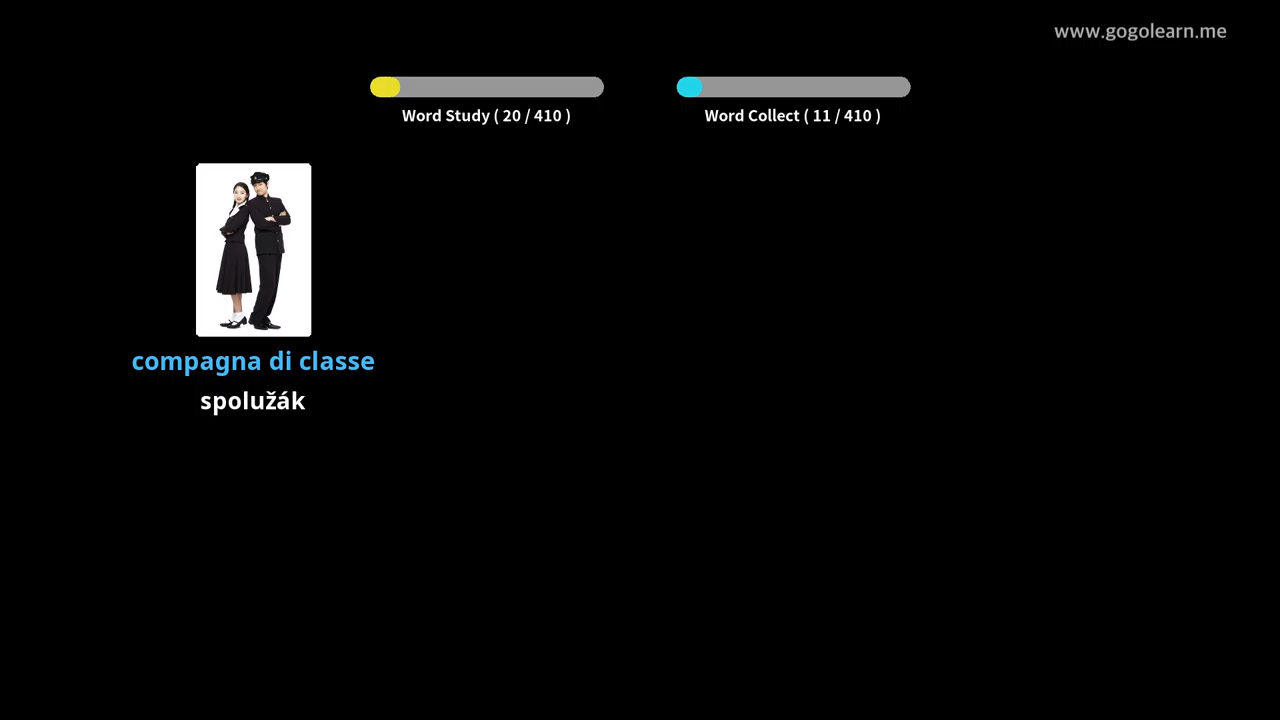 www.gogolearn.me
Word Study ( 20 / 410 )
Word Collect ( 11 / 410 )
compagna di classe
spolužák